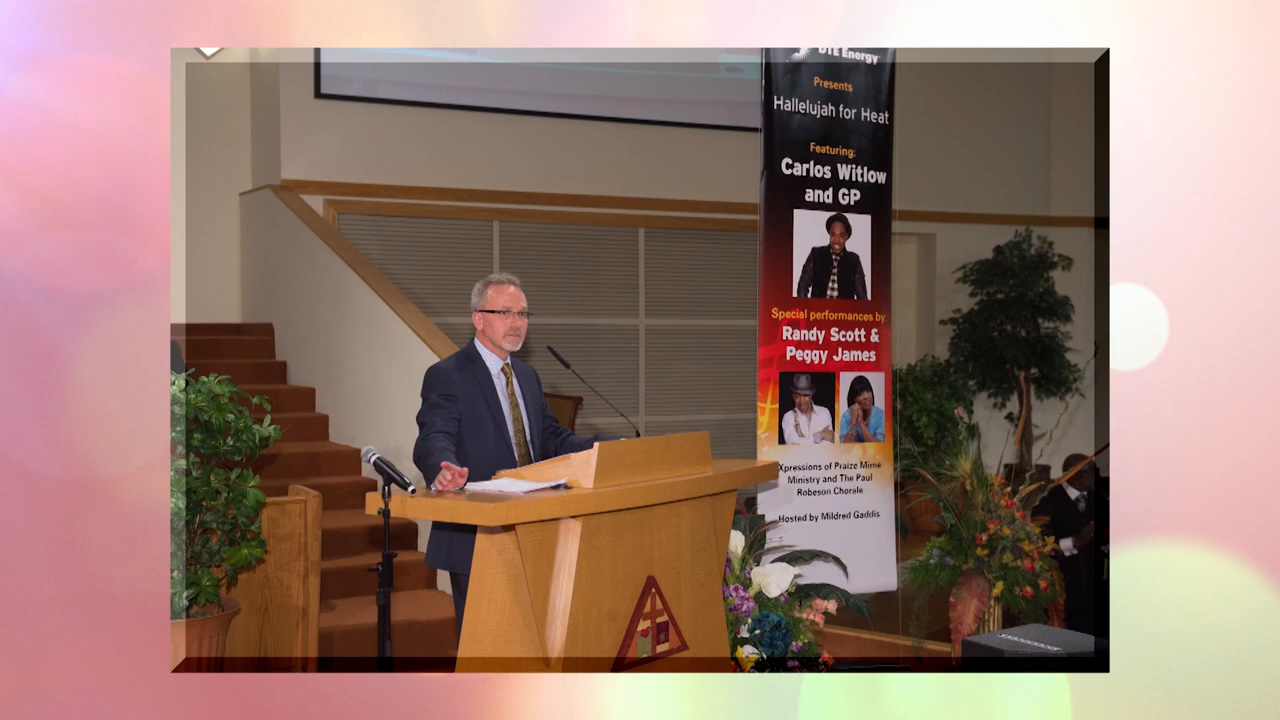 DTE Energy
Presents
Hallelujah for Heat
Featuring:
Carlos Witlow
and GP
Special performances by:
Randy Scott &
Peggy James
Xpressions of Praize Mime
Ministry and The Paul
Robeson Chorale
Hosted by Mildred Gaddis